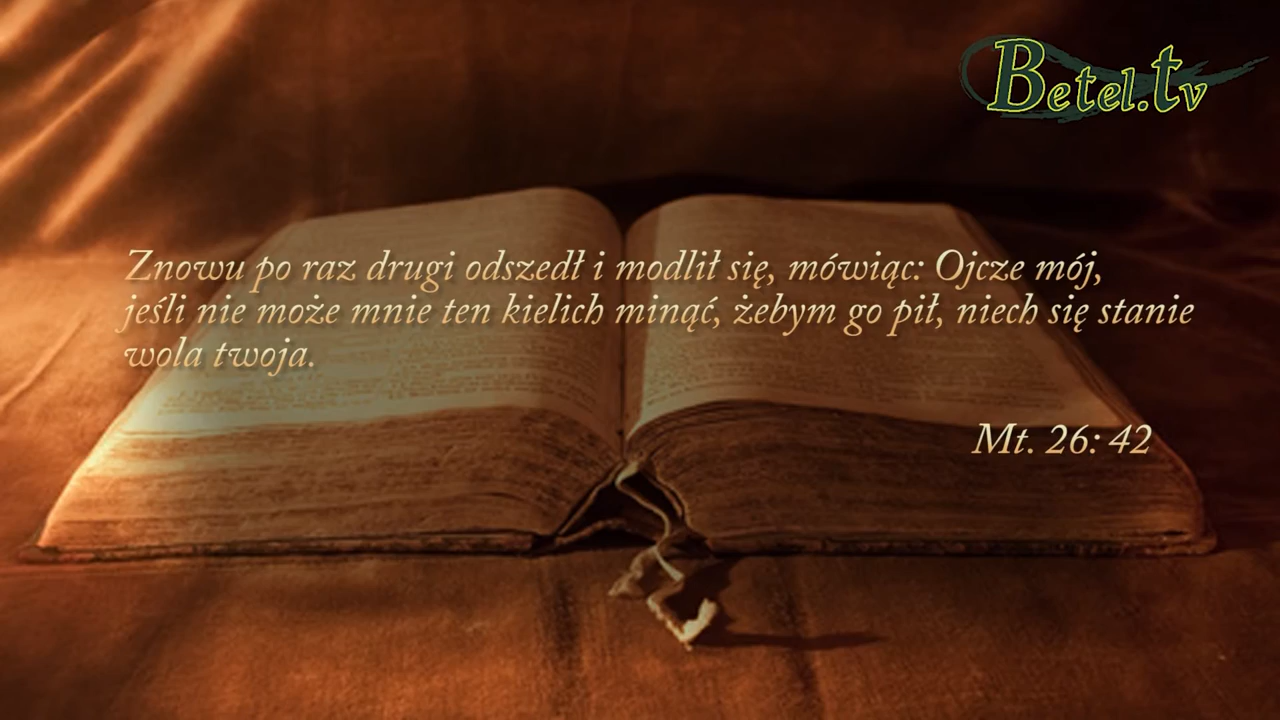 Betel.tv
Znowu po raz drugi odszedł i modlił się, mówiąc: Ojcze mój,
jeśli nie może mnie ten kielich minąć, żebym go pił, niech się stanie
wola twoja.
Mt. 26: 42